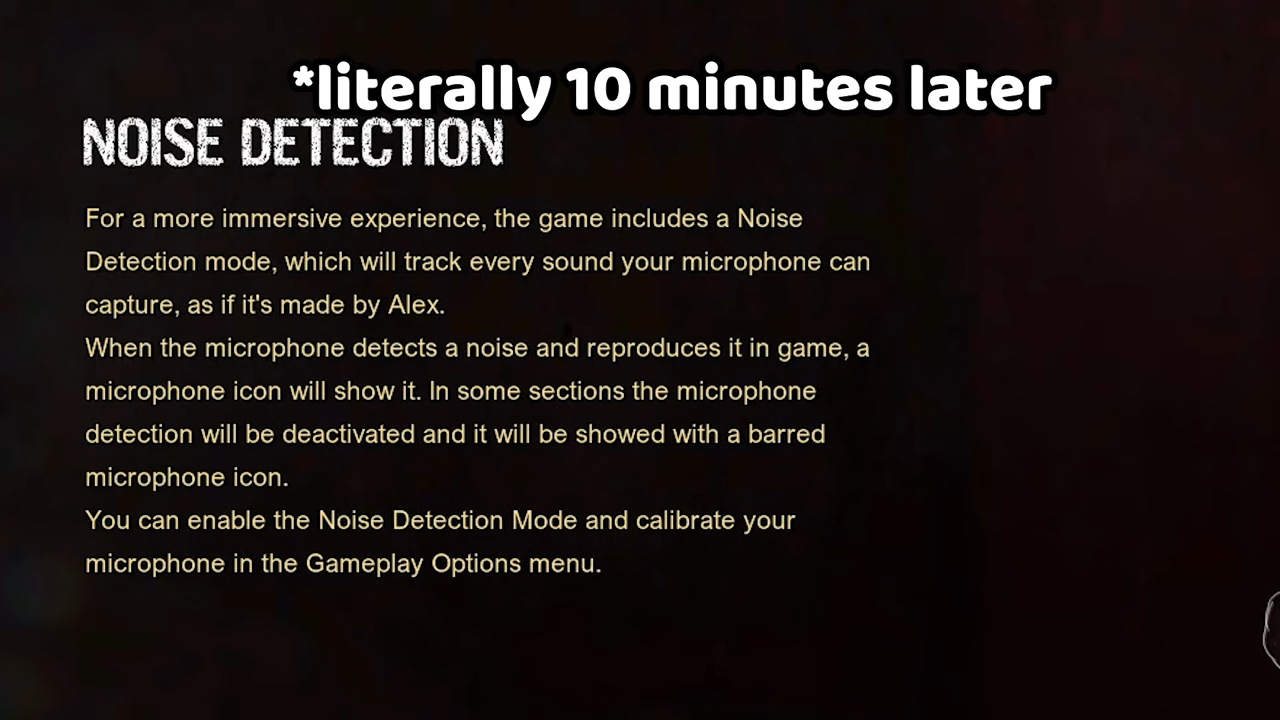 *literally 10 minutes later
NOISE DETECTION
For a more immersive experience, the game includes a Noise
Detection mode, which will track every sound your microphone can
capture, as if it's made by Alex.
When the microphone detects a noise and reproduces it in game, a
microphone icon will show it. In some sections the microphone
detection will be deactivated and it will be showed with a barred
microphone icon.
You can enable the Noise Detection Mode and calibrate your
microphone in the Gameplay Options menu.